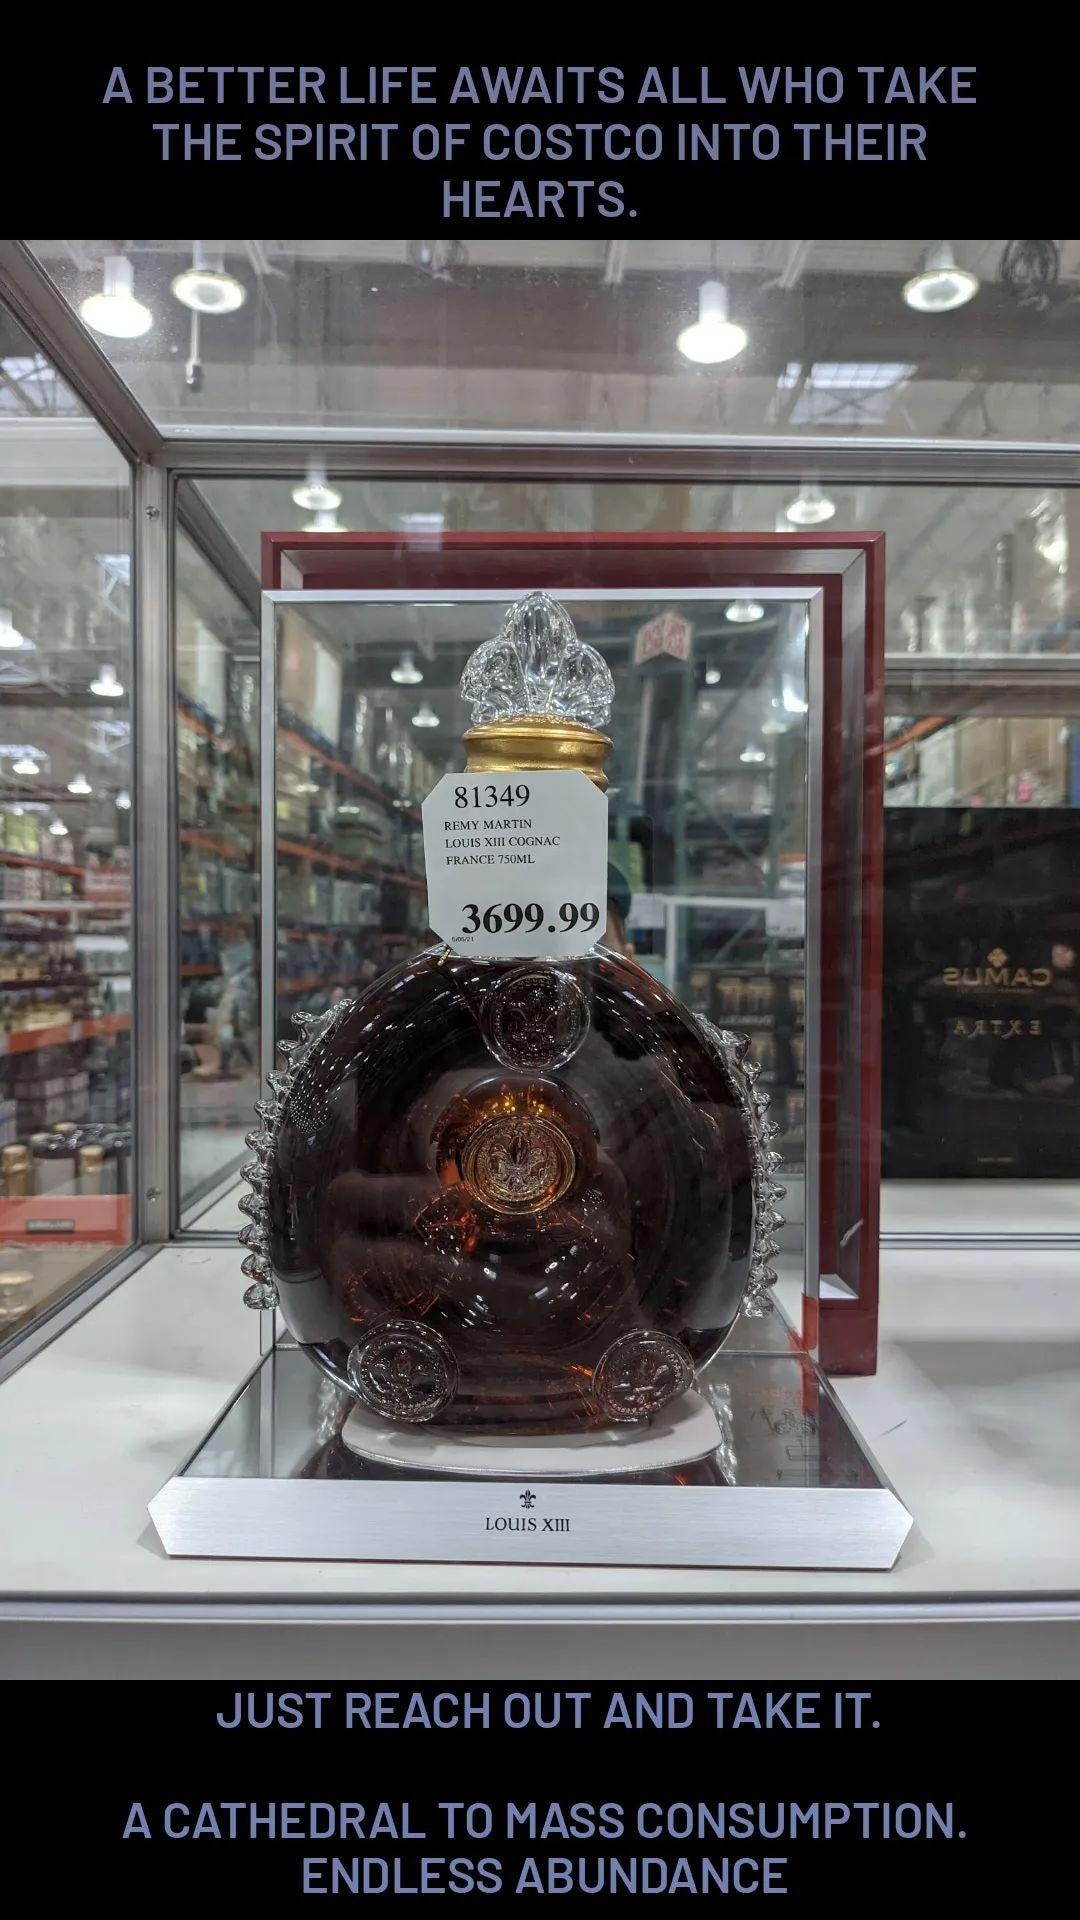 A BETTER LIFE AWAITS ALL WHO TAKE
THE SPIRIT OF COSTCO INTO THEIR
HEARTS.
81349
REMY MARTIN
LOUIS XIII COGNAC
FRANCE 750ML
3699.99
CAMUS
EXTRA
LOUIS XIII
JUST REACH OUT AND TAKE IT.
A CATHEDRAL TO MASS CONSUMPTION.
ENDLESS ABUNDANCE